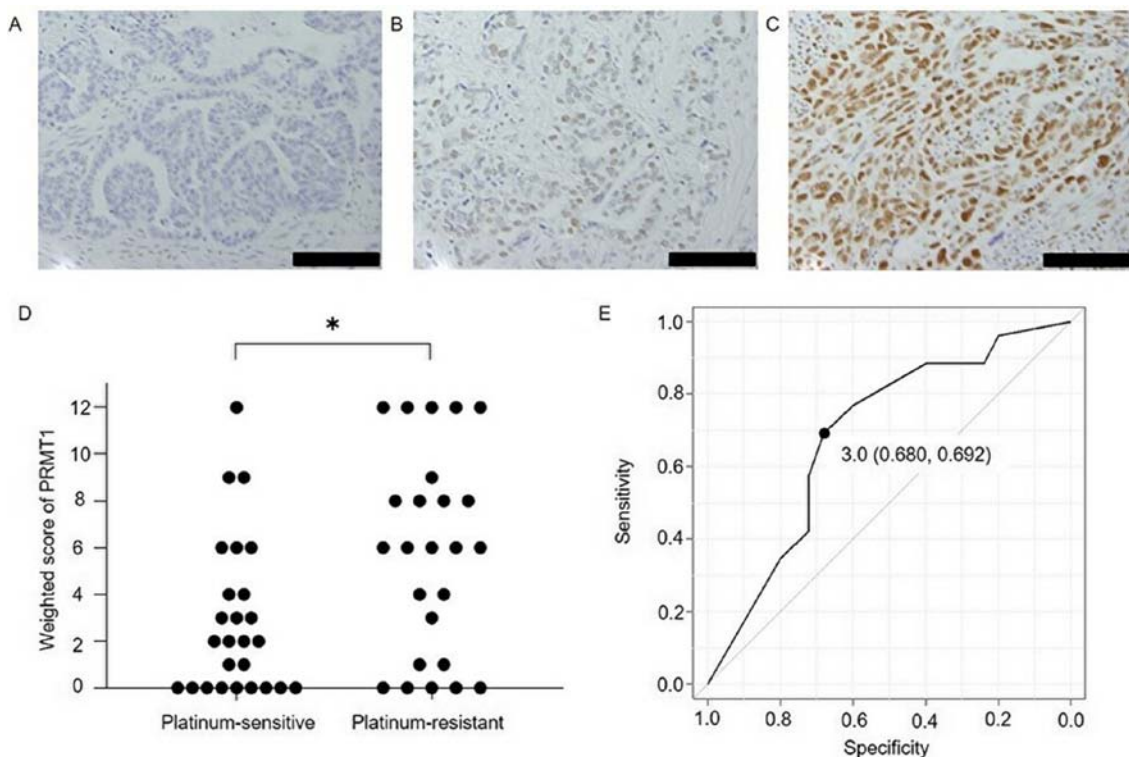 A
B
C
D
*
Weighted score of PRMT1
12
10
8
6
4
2
0
Platinum-sensitive
Platinum-resistant
E
Sensitivity
1.0
0.8
0.6
0.4
0.2
0.0
3.0 (0.680, 0.692)
1.0 0.8 0.6 0.4 0.2 0.0
Specificity